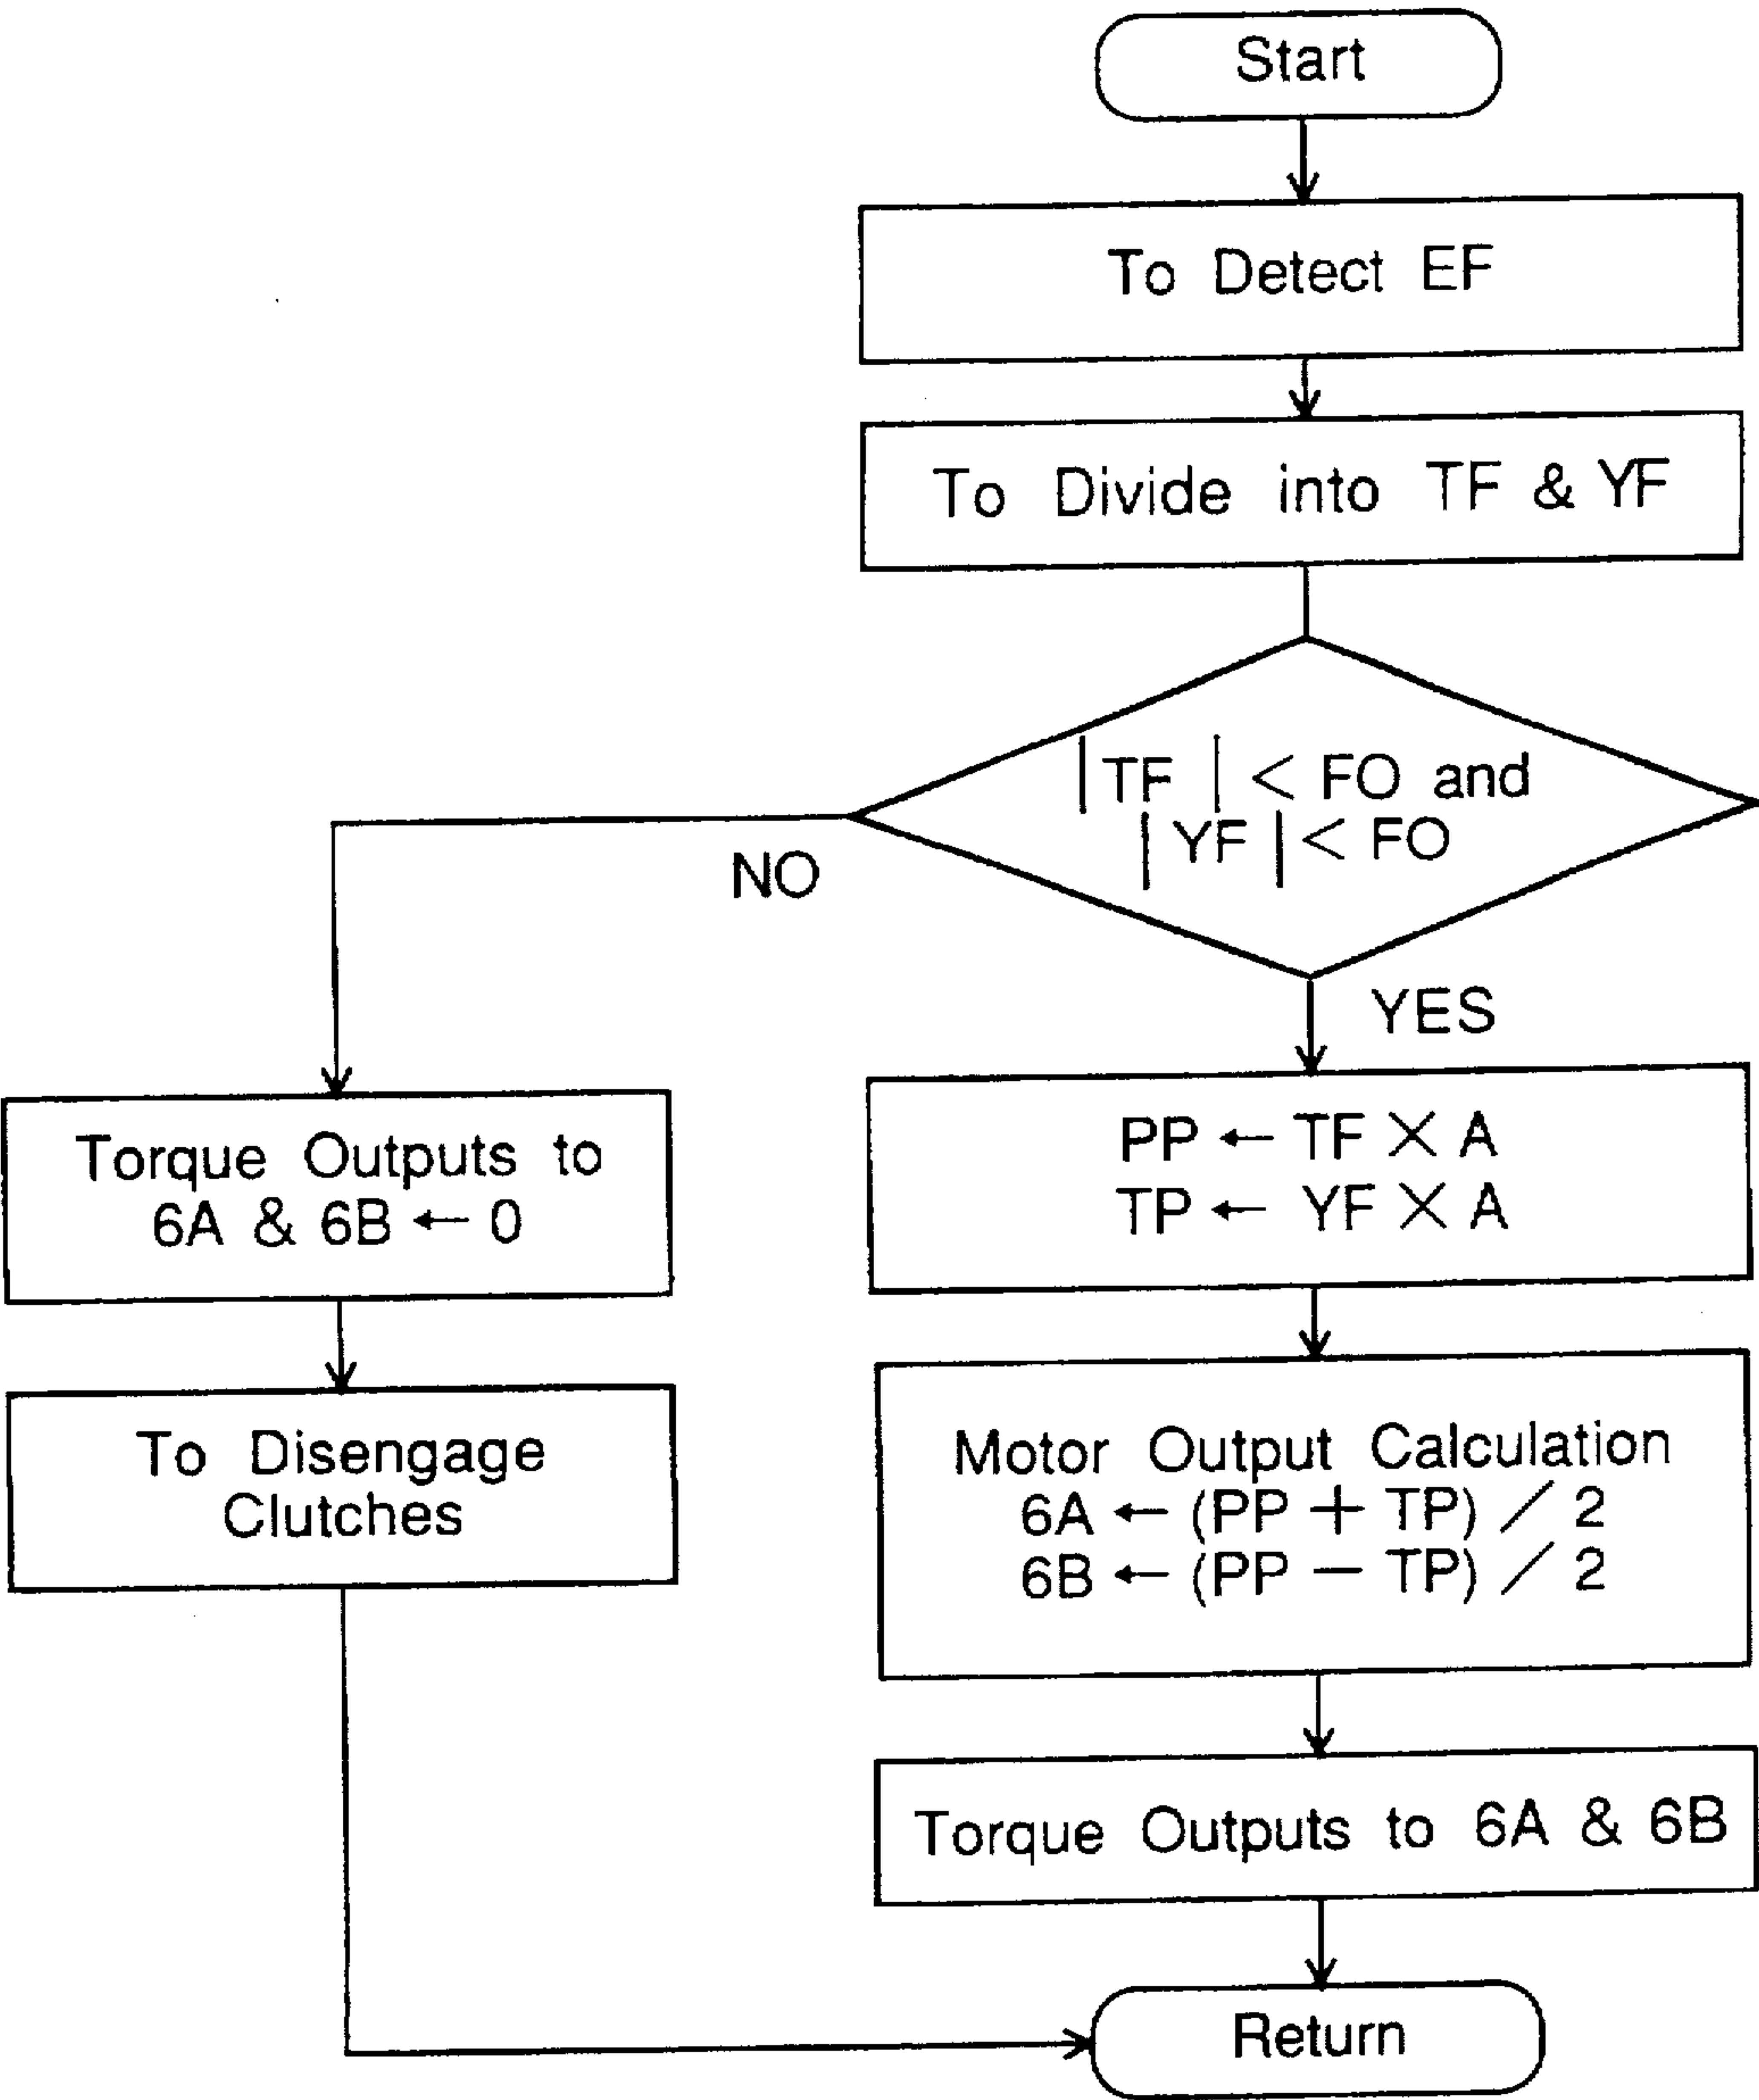 Start
To Detect EF
To Divide into TF & YF
| TF | < FO and
| YF | < FO
NO
YES
Torque Outputs to
6A & 6B ← 0
To Disengage
Clutches
PP ← TF × A
TP ← YF × A
Motor Output Calculation
6A ← (PP + TP) / 2
6B ← (PP − TP) / 2
Torque Outputs to 6A & 6B
Return